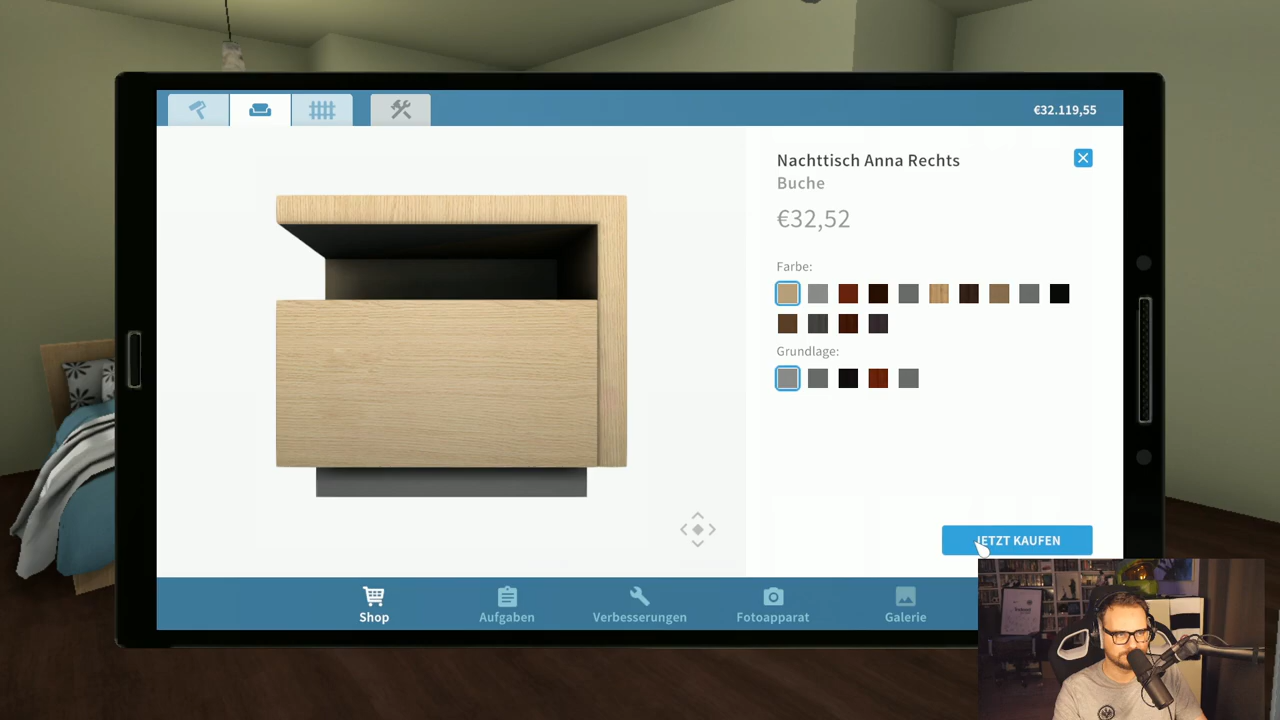 €32.119,55
Nachttisch Anna Rechts
Buche
€32,52
Farbe:
Grundlage:
JETZT KAUFEN
Shop
Aufgaben
Verbesserungen
Fotoapparat
Galerie